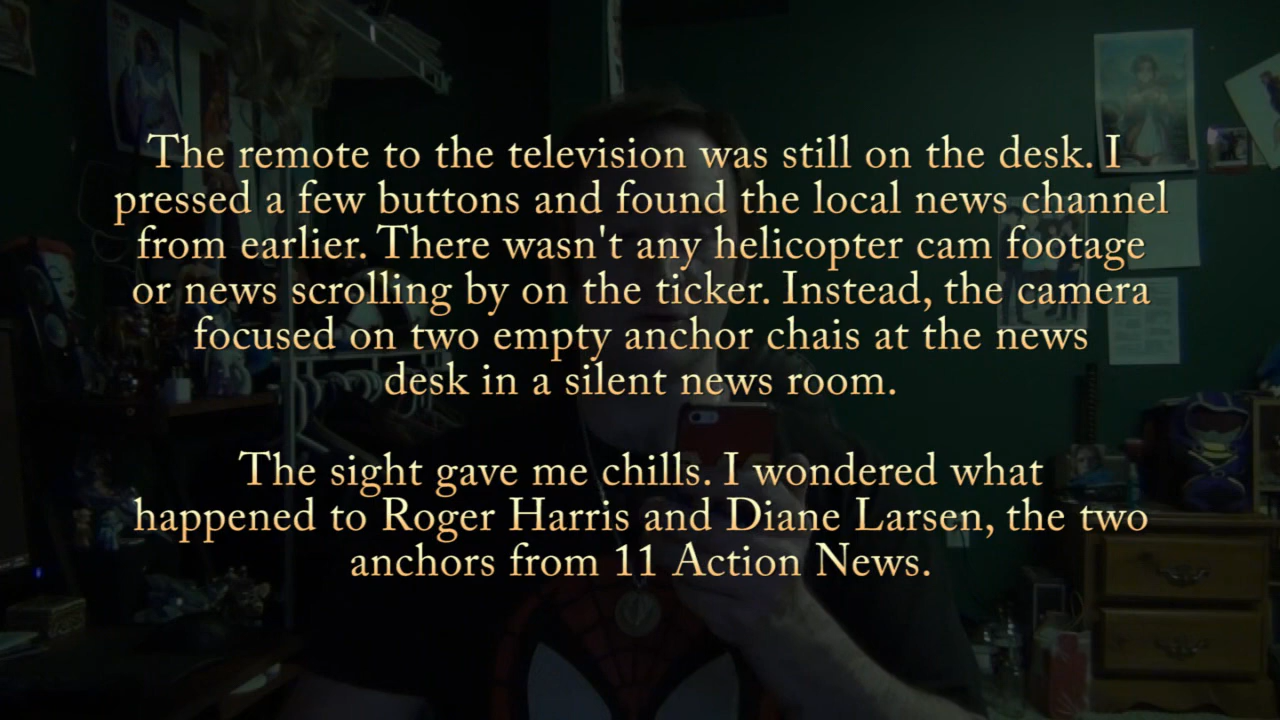 The remote to the television was still on the desk. I
pressed a few buttons and found the local news channel
from earlier. There wasn't any helicopter cam footage
or news scrolling by on the ticker. Instead, the camera
focused on two empty anchor chais at the news
desk in a silent news room.
The sight gave me chills. I wondered what
happened to Roger Harris and Diane Larsen, the two
anchors from 11 Action News.